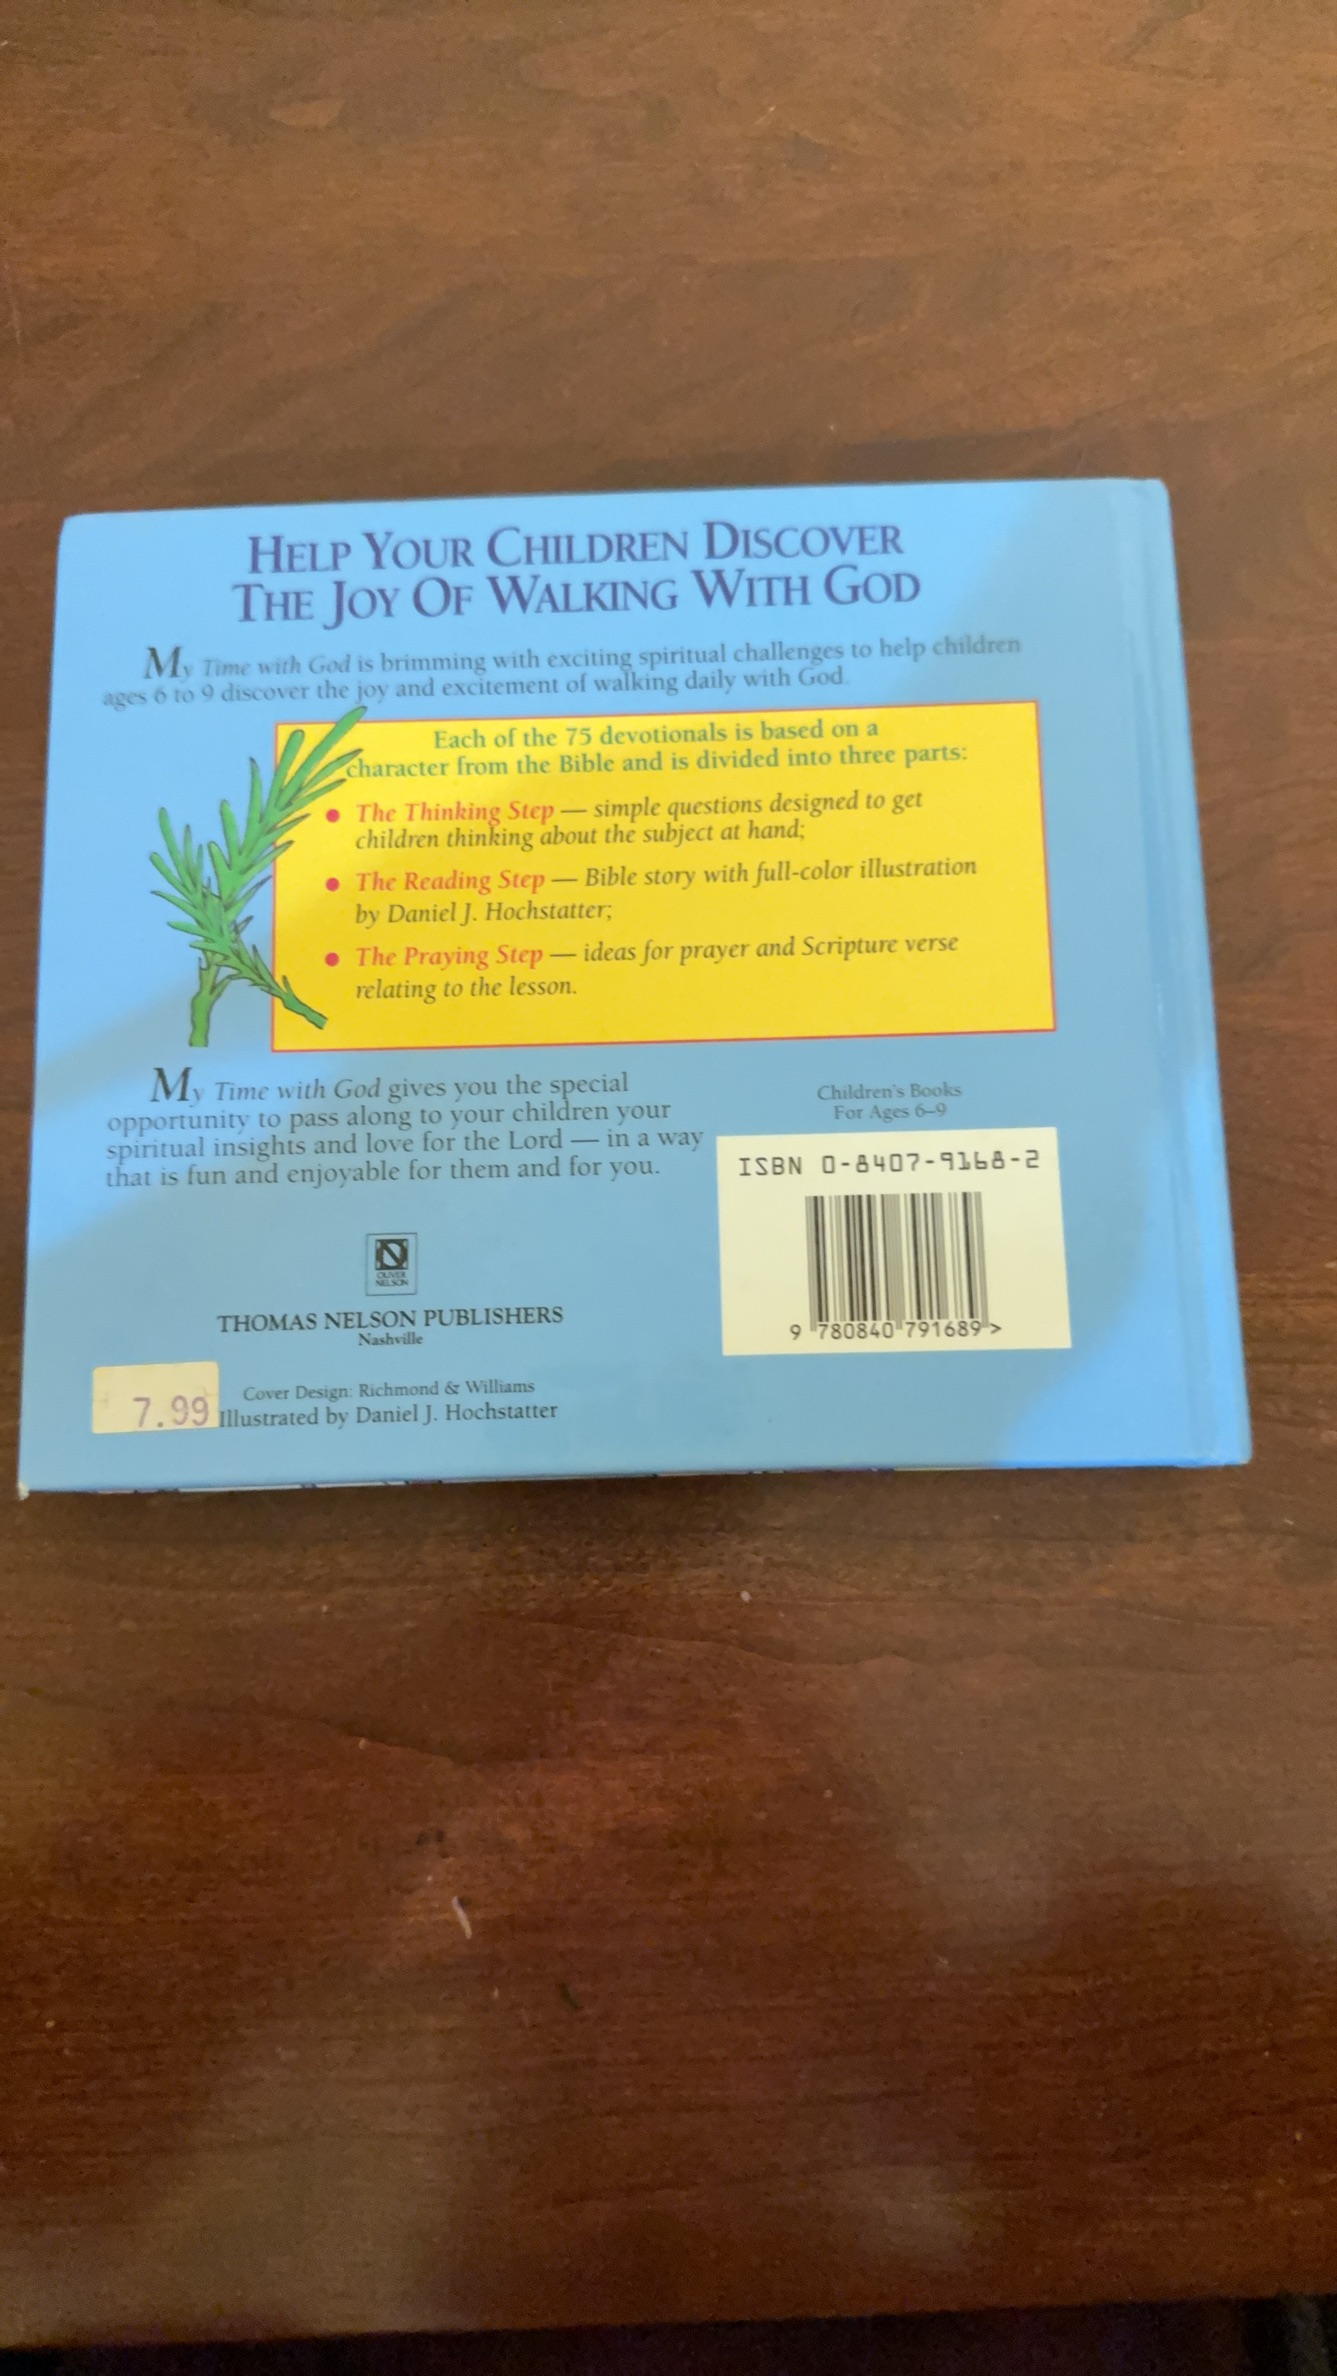 HELP YOUR CHILDREN DISCOVER
THE JOY OF WALKING WITH GOD
My Time with God is brimming with exciting spiritual challenges to help children
ages 6 to 9 discover the joy and excitement of walking daily with God.
Each of the 75 devotionals is based on a
character from the Bible and is divided into three parts:
● The Thinking Step — simple questions designed to get
children thinking about the subject at hand;
● The Reading Step — Bible story with full-color illustration
by Daniel J. Hochstatter;
● The Praying Step — ideas for prayer and Scripture verse
relating to the lesson.
My Time with God gives you the special
opportunity to pass along to your children your
spiritual insights and love for the Lord — in a way
that is fun and enjoyable for them and for you.
Children's Books
For Ages 6–9
ISBN 0-8407-9168-2
9 780840 791689 >
N
OLIVER
NELSON
THOMAS NELSON PUBLISHERS
Nashville
7.99
Cover Design: Richmond & Williams
Illustrated by Daniel J. Hochstatter